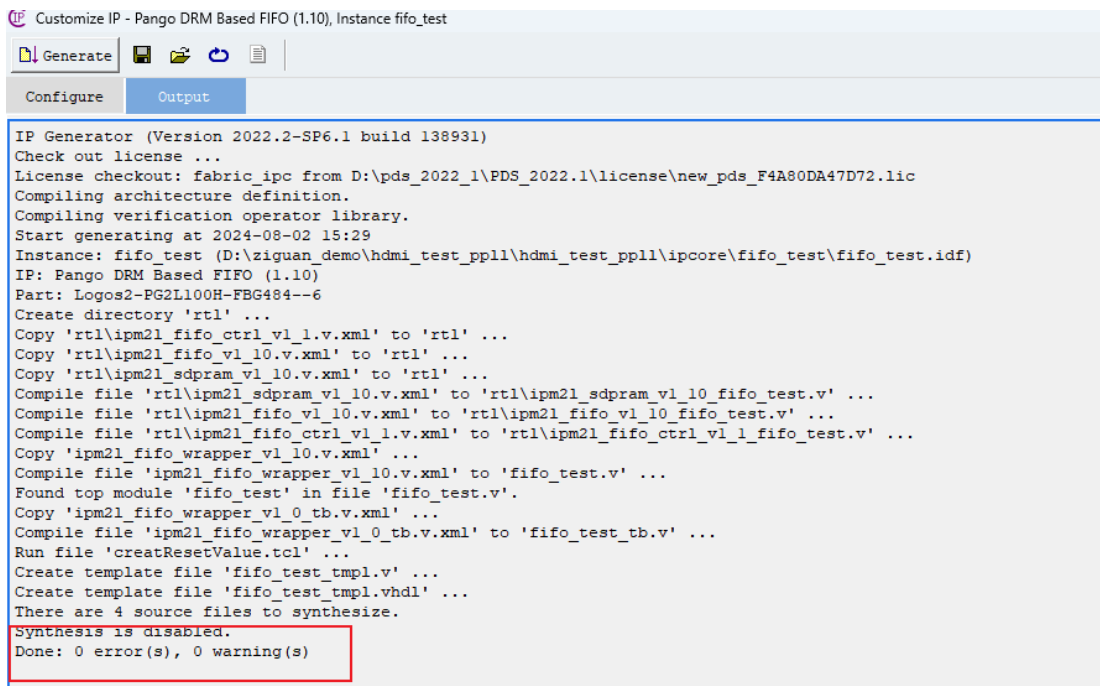 Customize IP - Pango DRM Based FIFO (1.10), Instance fifo_test
Generate
Configure Output
IP Generator (Version 2022.2-SP6.1 build 138931)
Check out license ...
License checkout: fabric_ipc from D:\pds_2022_1\PDS_2022.1\license\new_pds_F4A80DA47D72.lic
Compiling architecture definition.
Compiling verification operator library.
Start generating at 2024-08-02 15:29
Instance: fifo_test (D:\ziguan_demo\hdmi_test_ppll\hdmi_test_ppll\ipcore\fifo_test\fifo_test.idf)
IP: Pango DRM Based FIFO (1.10)
Part: Logos2-PG2L100H-FBG484--6
Create directory 'rtl' ...
Copy 'rtl\ipm2l_fifo_ctrl_v1_1.v.xml' to 'rtl' ...
Copy 'rtl\ipm2l_fifo_v1_10.v.xml' to 'rtl' ...
Copy 'rtl\ipm2l_sdpram_v1_10.v.xml' to 'rtl' ...
Compile file 'rtl\ipm2l_sdpram_v1_10.v.xml' to 'rtl\ipm2l_sdpram_v1_10_fifo_test.v' ...
Compile file 'rtl\ipm2l_fifo_v1_10.v.xml' to 'rtl\ipm2l_fifo_v1_10_fifo_test.v' ...
Compile file 'rtl\ipm2l_fifo_ctrl_v1_1.v.xml' to 'rtl\ipm2l_fifo_ctrl_v1_1_fifo_test.v' ...
Copy 'ipm2l_fifo_wrapper_v1_10.v.xml' ...
Compile file 'ipm2l_fifo_wrapper_v1_10.v.xml' to 'fifo_test.v' ...
Found top module 'fifo_test' in file 'fifo_test.v'.
Copy 'ipm2l_fifo_wrapper_v1_0_tb.v.xml' ...
Compile file 'ipm2l_fifo_wrapper_v1_0_tb.v.xml' to 'fifo_test_tb.v' ...
Run file 'creatResetValue.tcl' ...
Create template file 'fifo_test_tmpl.v' ...
Create template file 'fifo_test_tmpl.vhdl' ...
There are 4 source files to synthesize.
Synthesis is disabled.
Done: 0 error(s), 0 warning(s)